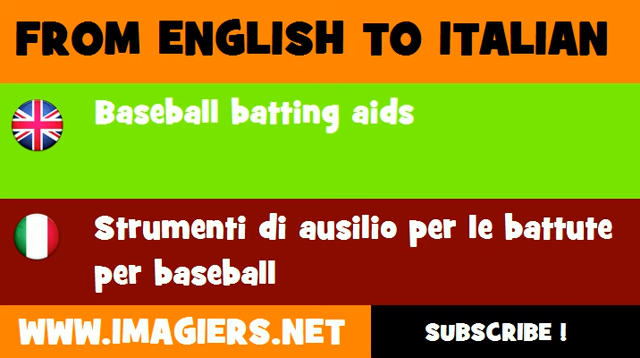 FROM ENGLISH TO ITALIAN
Baseball batting aids
Strumenti di ausilio per le battute
per baseball
WWW.IMAGIERS.NET
SUBSCRIBE !